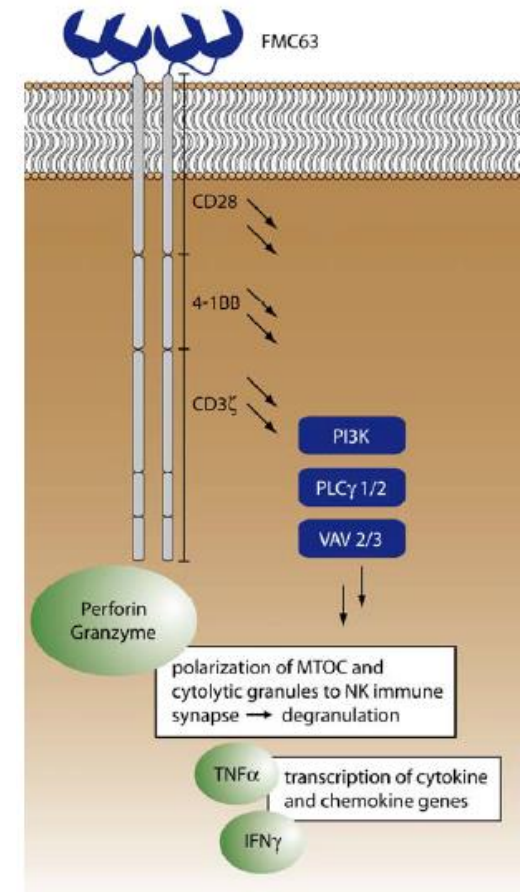 FMC63
CD28
4-1BB
CD3ζ
PI3K
PLCγ 1/2
VAV 2/3
Perforin
Granzyme
polarization of MTOC and
cytolytic granules to NK immune
synapse → degranulation
TNFα
transcription of cytokine
and chemokine genes
IFNγ